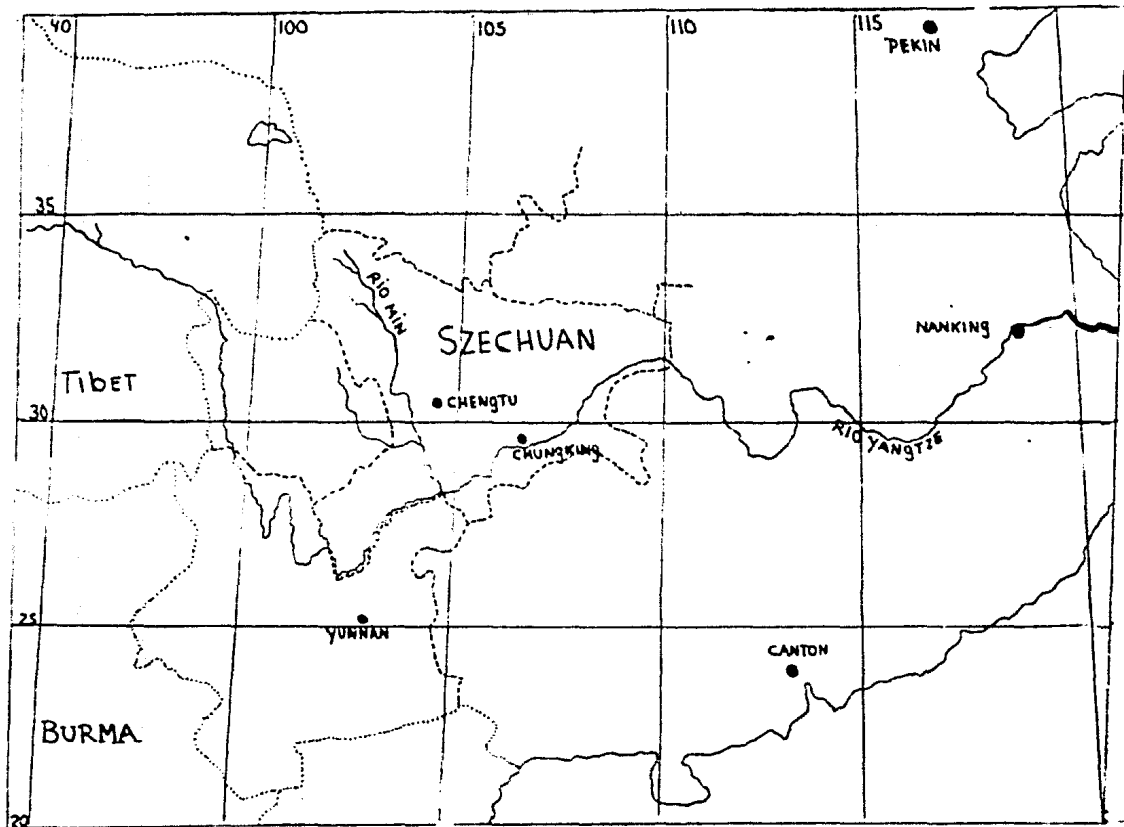 40 100 105 110 115
PEKIN
35
RIO MIN
SZECHUAN
NANKING
TIBET
CHENGTU
30
RIO YANGTZE
CHUNGKING
25
YUNNAN
CANTON
BURMA
20